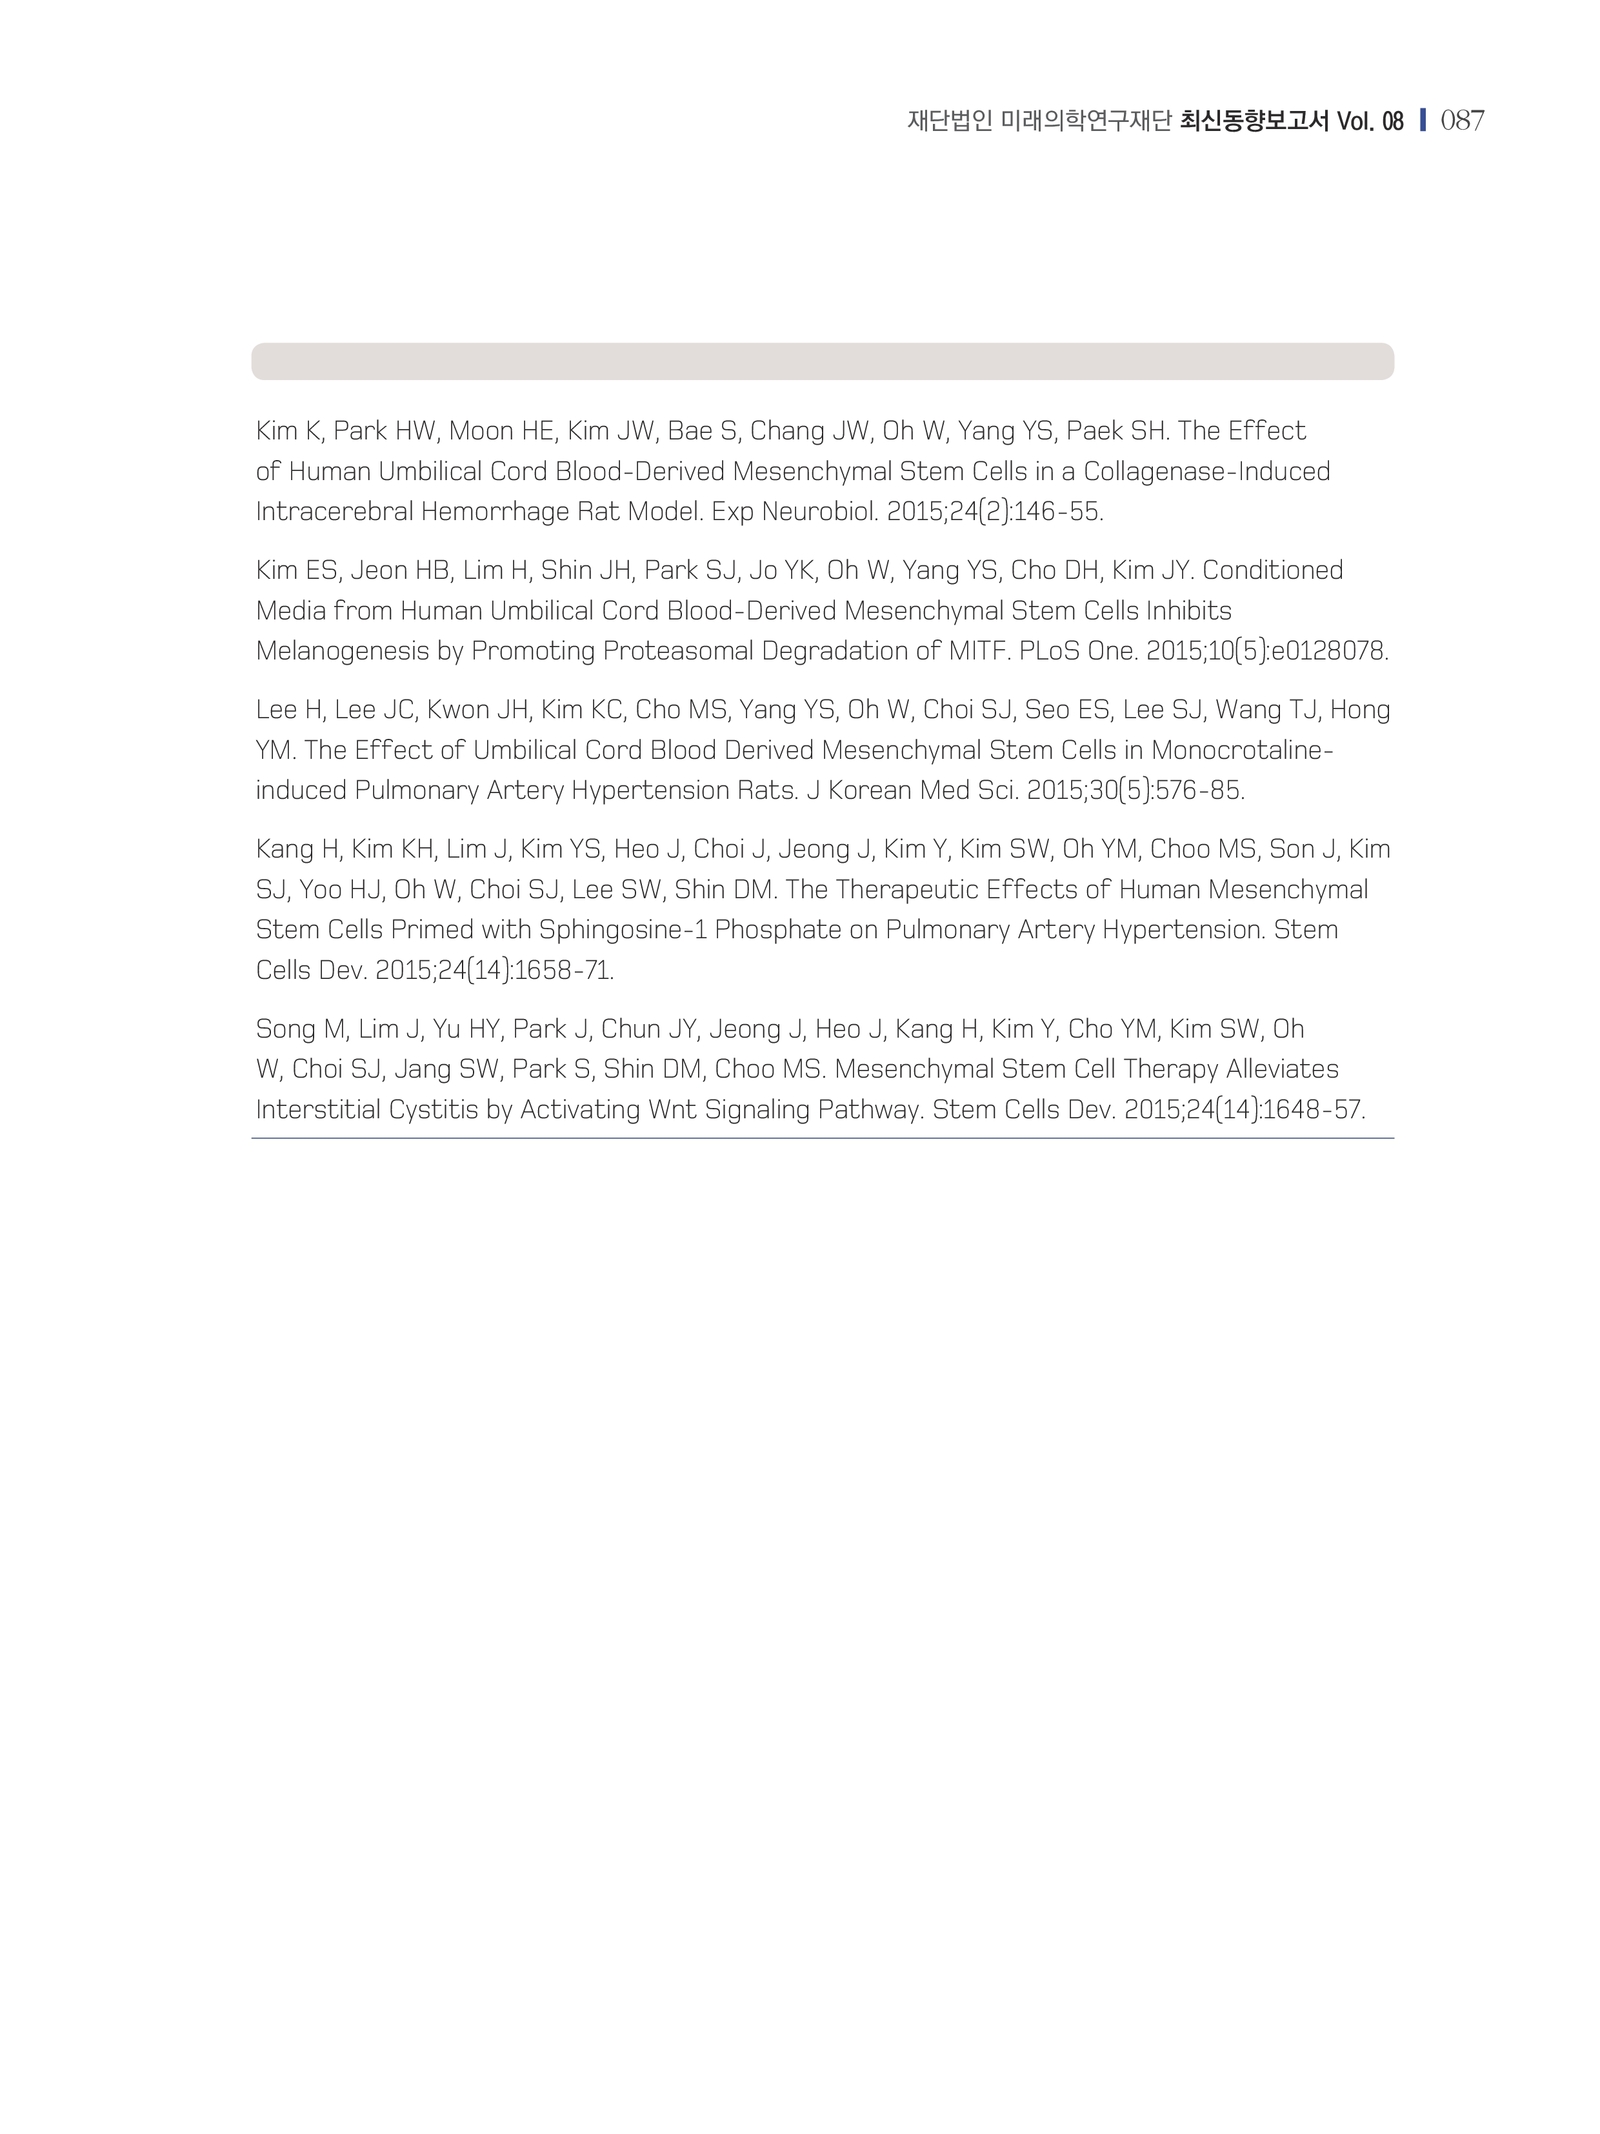 재단법인 미래의학연구재단 최신동향보고서 Vol. 08 087
Kim K, Park HW, Moon HE, Kim JW, Bae S, Chang JW, Oh W, Yang YS, Paek SH. The Effect
of Human Umbilical Cord Blood-Derived Mesenchymal Stem Cells in a Collagenase-Induced
Intracerebral Hemorrhage Rat Model. Exp Neurobiol. 2015;24(2):146-55.
Kim ES, Jeon HB, Lim H, Shin JH, Park SJ, Jo YK, Oh W, Yang YS, Cho DH, Kim JY. Conditioned
Media from Human Umbilical Cord Blood-Derived Mesenchymal Stem Cells Inhibits
Melanogenesis by Promoting Proteasomal Degradation of MITF. PLoS One. 2015;10(5):e0128078.
Lee H, Lee JC, Kwon JH, Kim KC, Cho MS, Yang YS, Oh W, Choi SJ, Seo ES, Lee SJ, Wang TJ, Hong
YM. The Effect of Umbilical Cord Blood Derived Mesenchymal Stem Cells in Monocrotaline-
induced Pulmonary Artery Hypertension Rats. J Korean Med Sci. 2015;30(5):576-85.
Kang H, Kim KH, Lim J, Kim YS, Heo J, Choi J, Jeong J, Kim Y, Kim SW, Oh YM, Choo MS, Son J, Kim
SJ, Yoo HJ, Oh W, Choi SJ, Lee SW, Shin DM. The Therapeutic Effects of Human Mesenchymal
Stem Cells Primed with Sphingosine-1 Phosphate on Pulmonary Artery Hypertension. Stem
Cells Dev. 2015;24(14):1658-71.
Song M, Lim J, Yu HY, Park J, Chun JY, Jeong J, Heo J, Kang H, Kim Y, Cho YM, Kim SW, Oh
W, Choi SJ, Jang SW, Park S, Shin DM, Choo MS. Mesenchymal Stem Cell Therapy Alleviates
Interstitial Cystitis by Activating Wnt Signaling Pathway. Stem Cells Dev. 2015;24(14):1648-57.